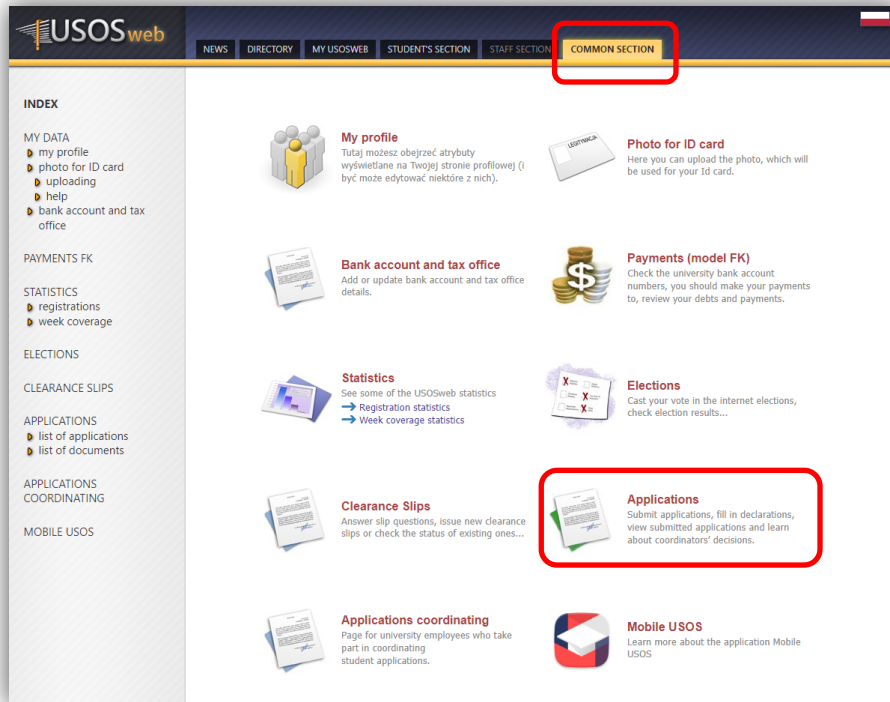 USOSweb
NEWS DIRECTORY MY USOSWEB STUDENT'S SECTION STAFF SECTION COMMON SECTION
INDEX
MY DATA
my profile
photo for ID card
uploading
help
bank account and tax
office
PAYMENTS FK
STATISTICS
registrations
week coverage
ELECTIONS
CLEARANCE SLIPS
APPLICATIONS
list of applications
list of documents
APPLICATIONS
COORDINATING
MOBILE USOS
My profile
Tutaj możesz obejrzeć atrybuty
wyświetlane na Twojej stronie profilowej (i
być może edytować niektóre z nich).
LEGITYMACJA
Photo for ID card
Here you can upload the photo, which will
be used for your Id card.
Bank account and tax office
Add or update bank account and tax office
details.
$
Payments (model FK)
Check the university bank account
numbers, you should make your payments
to, review your debts and payments.
Statistics
See some of the USOSweb statistics
Registration statistics
Week coverage statistics
Elections
Cast your vote in the internet elections,
check election results...
Clearance Slips
Answer slip questions, issue new clearance
slips or check the status of existing ones...
Applications
Submit applications, fill in declarations,
view submitted applications and learn
about coordinators' decisions.
Applications coordinating
Page for university employees who take
part in coordinating
student applications.
Mobile USOS
Learn more about the application Mobile
USOS